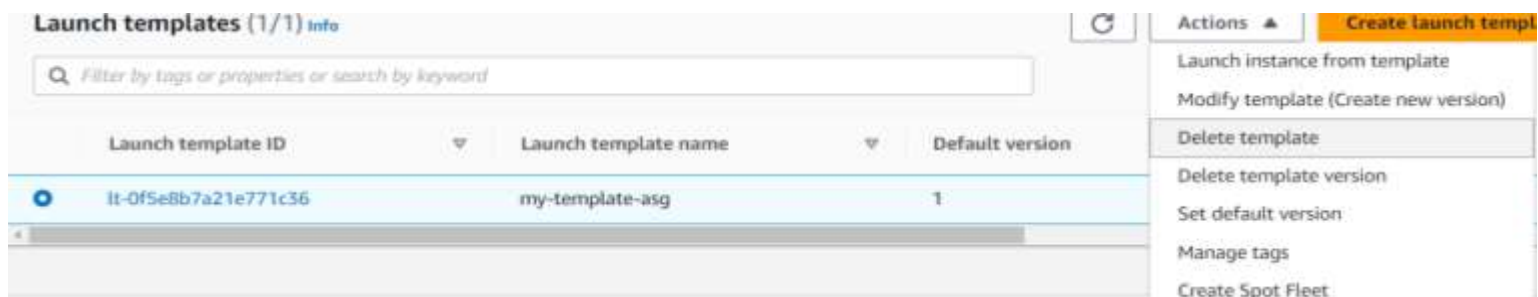 Launch templates (1/1) Info
Actions
Create launch templ
Filter by tags or properties or search by keyword
Launch instance from template
Modify template (Create new version)
Launch template ID
Launch template name
Default version
Delete template
Delete template version
lt-0f5e8b7a21e771c36
my-template-asg
1
Set default version
Manage tags
Create Spot Fleet